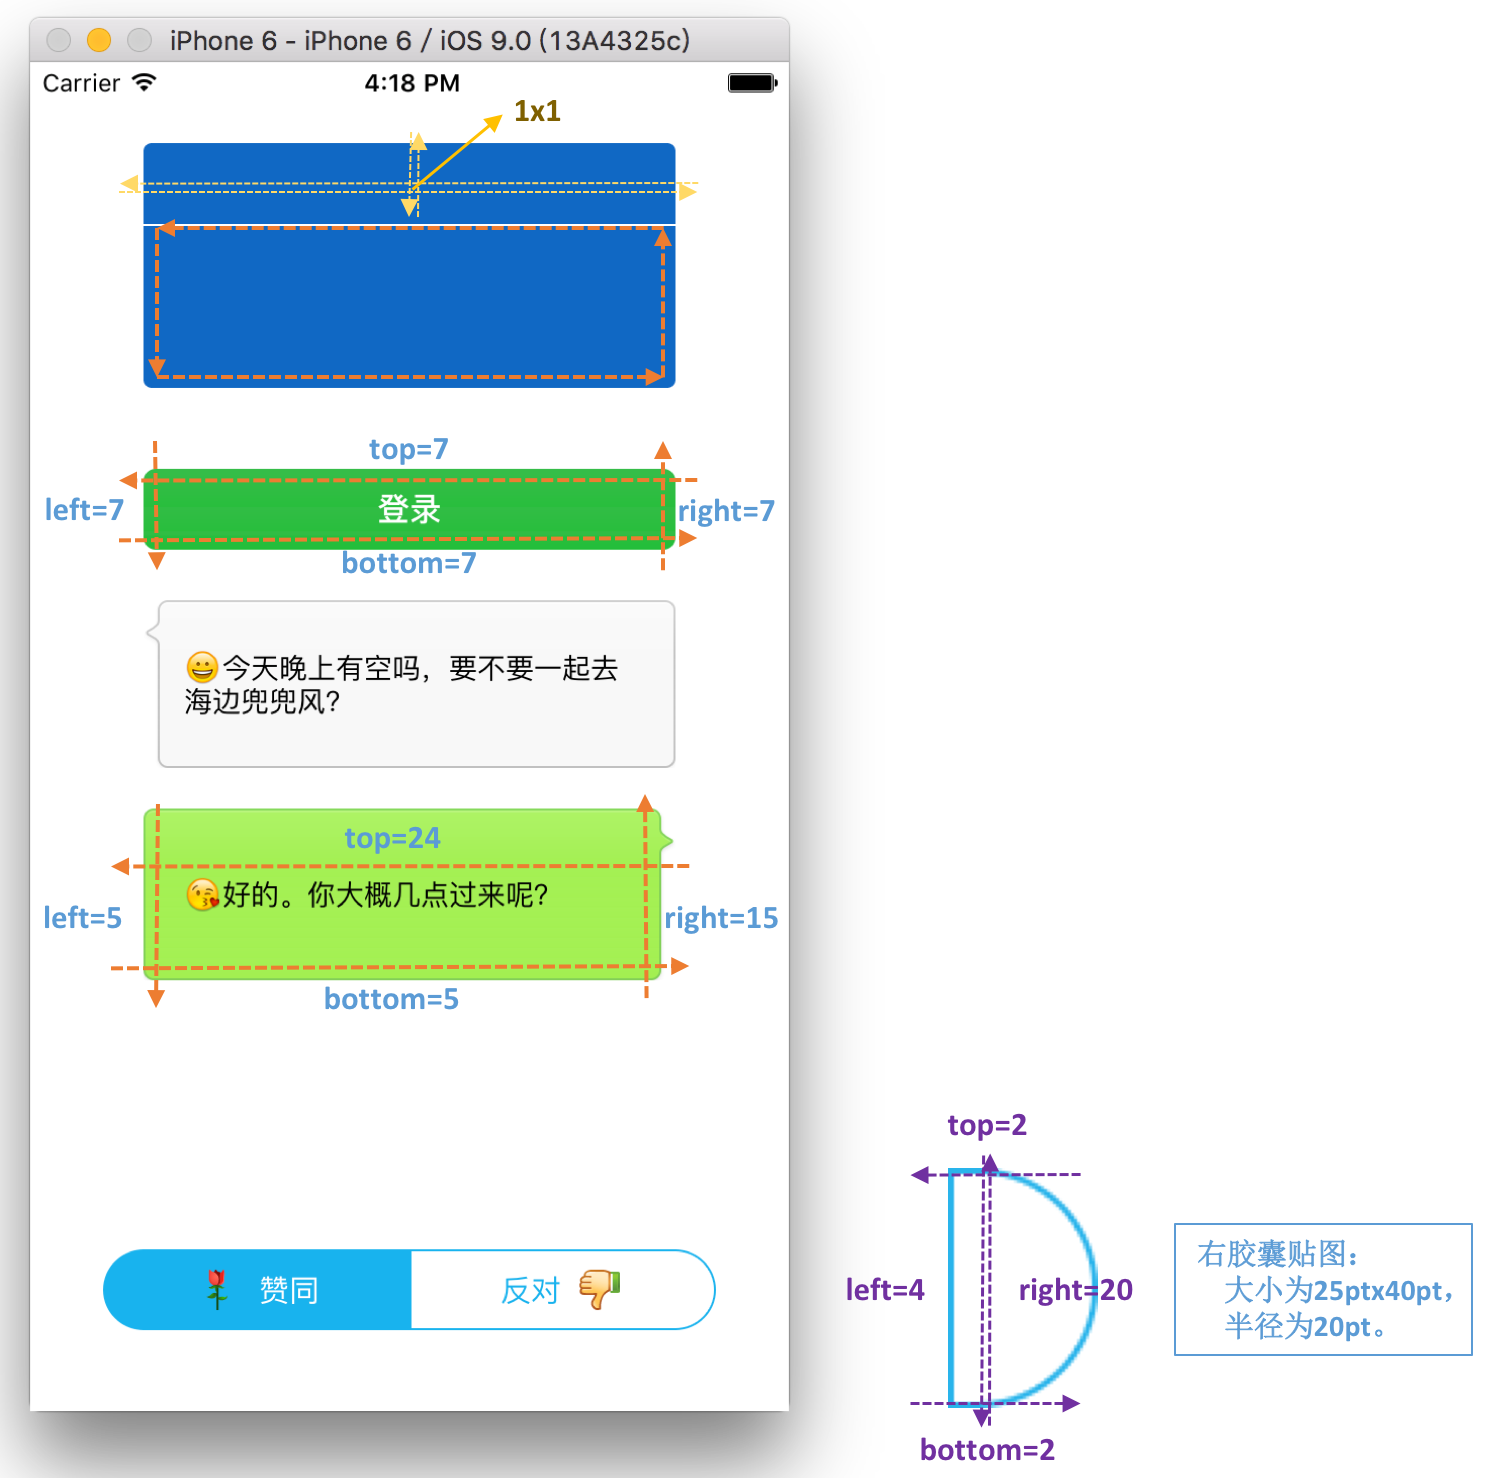 iPhone 6 - iPhone 6 / iOS 9.0 (13A4325c)
Carrier
4:18 PM
1x1
top=7
left=7
登录
right=7
bottom=7
😀今天晚上有空吗，要不要一起去
海边兜兜风？
top=24
😘好的。你大概几点过来呢？
left=5
right=15
bottom=5
🌹 赞同
反对 👎
top=2
left=4
right=20
bottom=2
右胶囊贴图：
大小为25ptx40pt，
半径为20pt。